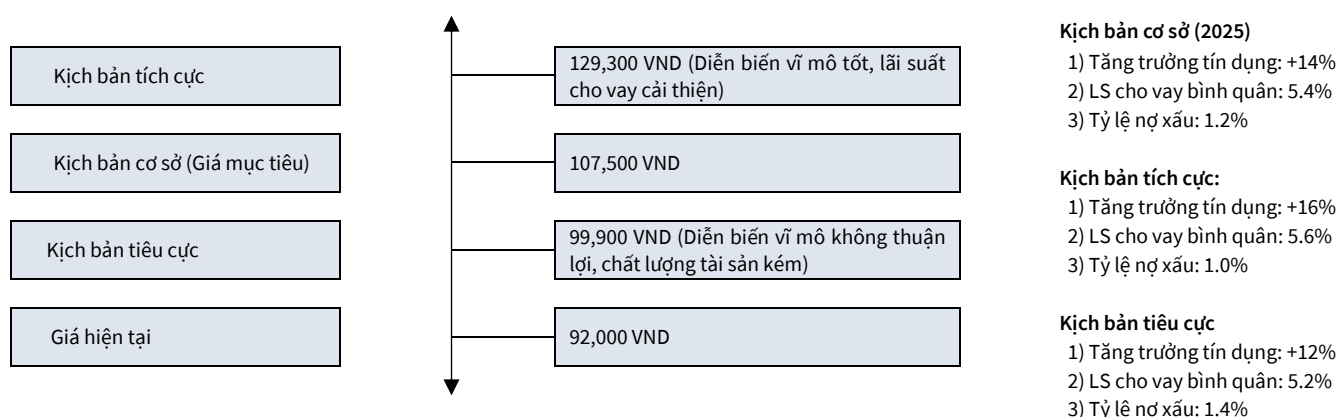 Kịch bản tích cực
129,300 VND (Diễn biến vĩ mô tốt, lãi suất
cho vay cải thiện)
Kịch bản cơ sở (Giá mục tiêu)
107,500 VND
Kịch bản tiêu cực
99,900 VND (Diễn biến vĩ mô không thuận
lợi, chất lượng tài sản kém)
Giá hiện tại
92,000 VND
Kịch bản cơ sở (2025)
1) Tăng trưởng tín dụng: +14%
2) LS cho vay bình quân: 5.4%
3) Tỷ lệ nợ xấu: 1.2%
Kịch bản tích cực:
1) Tăng trưởng tín dụng: +16%
2) LS cho vay bình quân: 5.6%
3) Tỷ lệ nợ xấu: 1.0%
Kịch bản tiêu cực
1) Tăng trưởng tín dụng: +12%
2) LS cho vay bình quân: 5.2%
3) Tỷ lệ nợ xấu: 1.4%